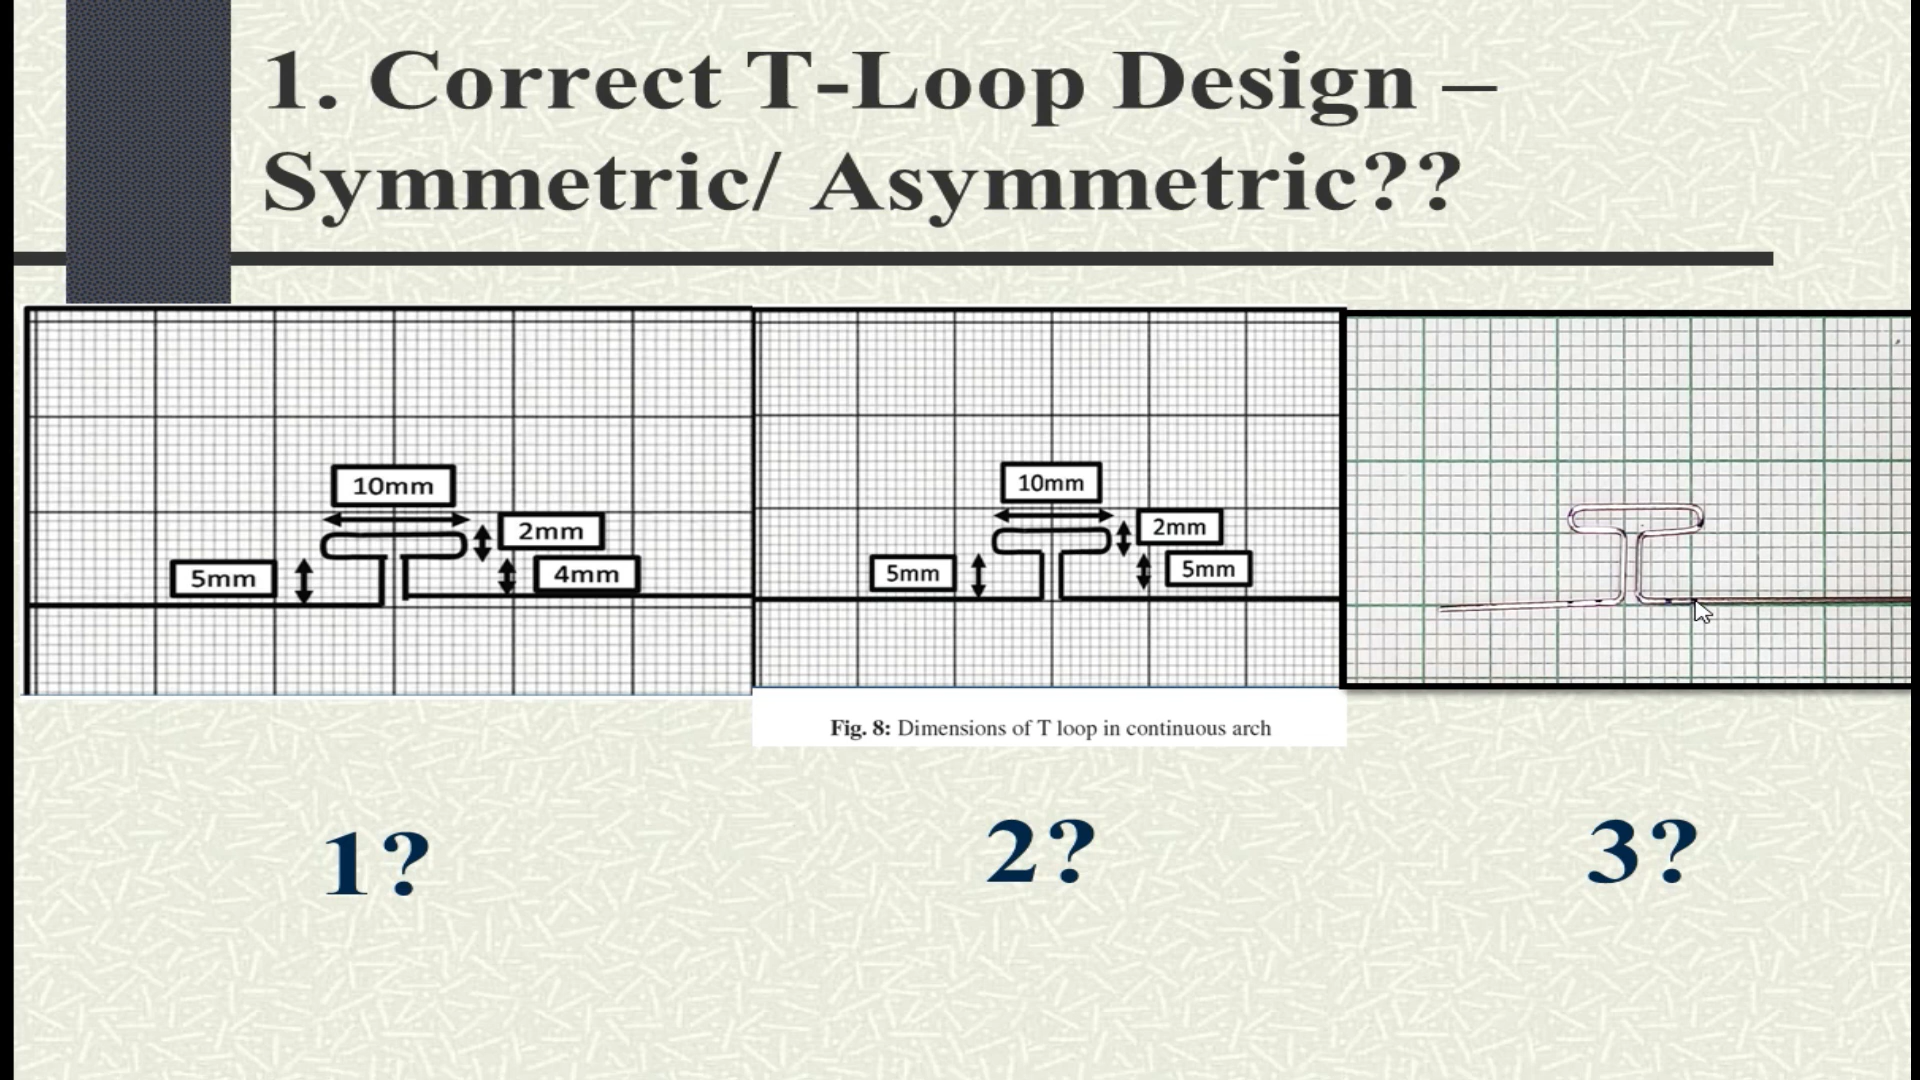 1. Correct T-Loop Design –
Symmetric/ Asymmetric??
10mm
2mm
5mm
4mm
10mm
2mm
5mm
5mm
Fig. 8: Dimensions of T loop in continuous arch
1?
2?
3?